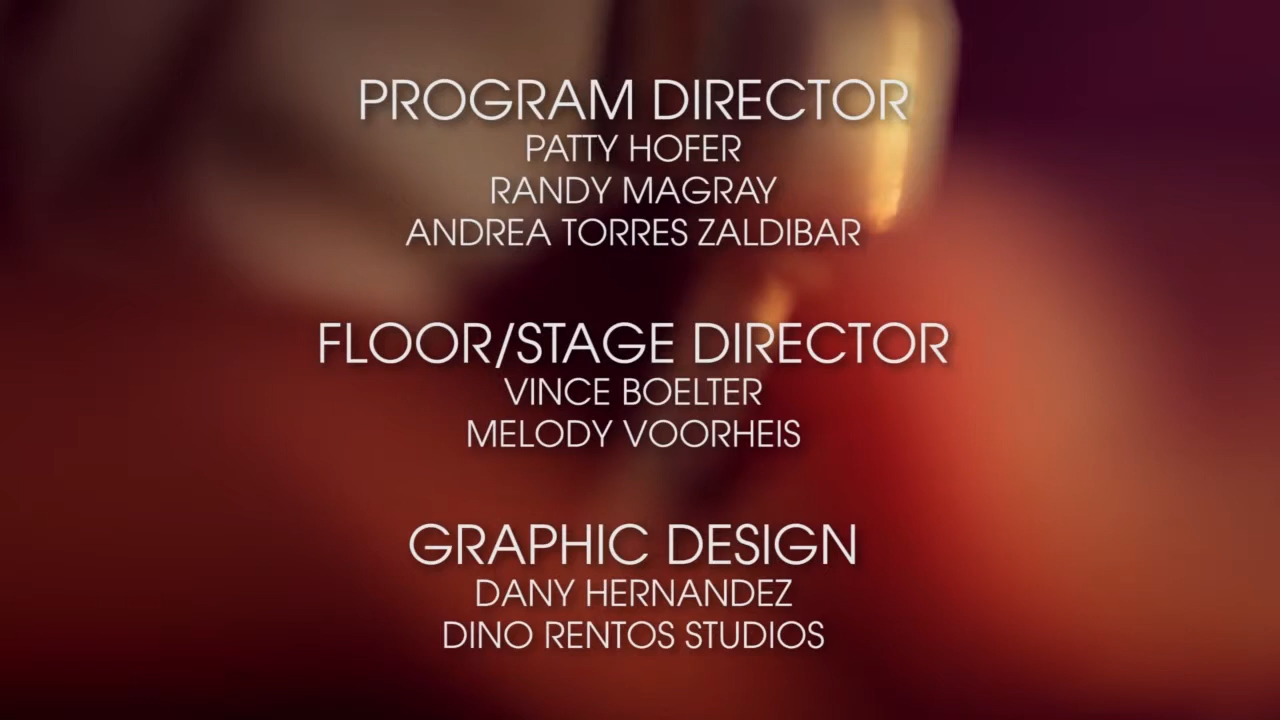 PROGRAM DIRECTOR
PATTY HOFER
RANDY MAGRAY
ANDREA TORRES ZALDIBAR
FLOOR/STAGE DIRECTOR
VINCE BOELTER
MELODY VOORHEIS
GRAPHIC DESIGN
DANY HERNANDEZ
DINO RENTOS STUDIOS